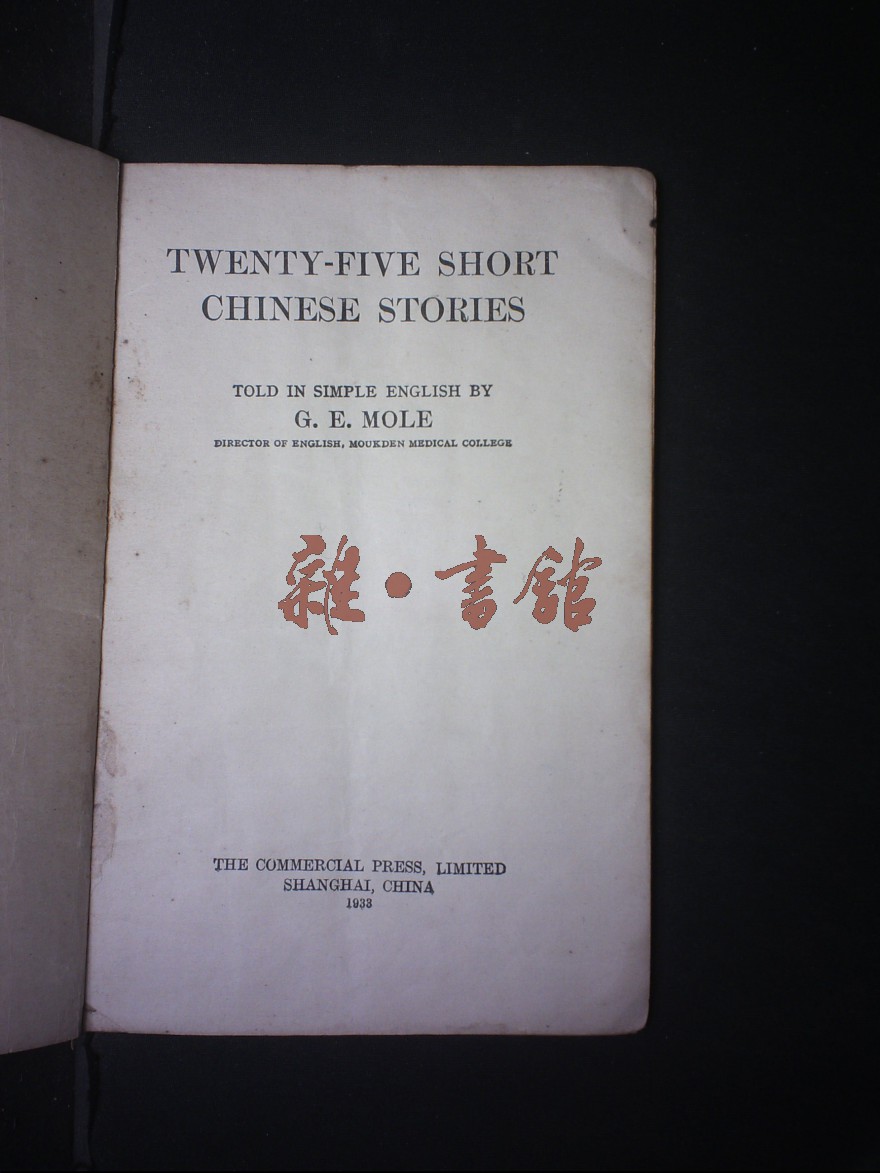 TWENTY-FIVE SHORT
CHINESE STORIES
TOLD IN SIMPLE ENGLISH BY
G. E. MOLE
DIRECTOR OF ENGLISH, MOUKDEN MEDICAL COLLEGE
雜·書館
THE COMMERCIAL PRESS, LIMITED
SHANGHAI, CHINA
1933